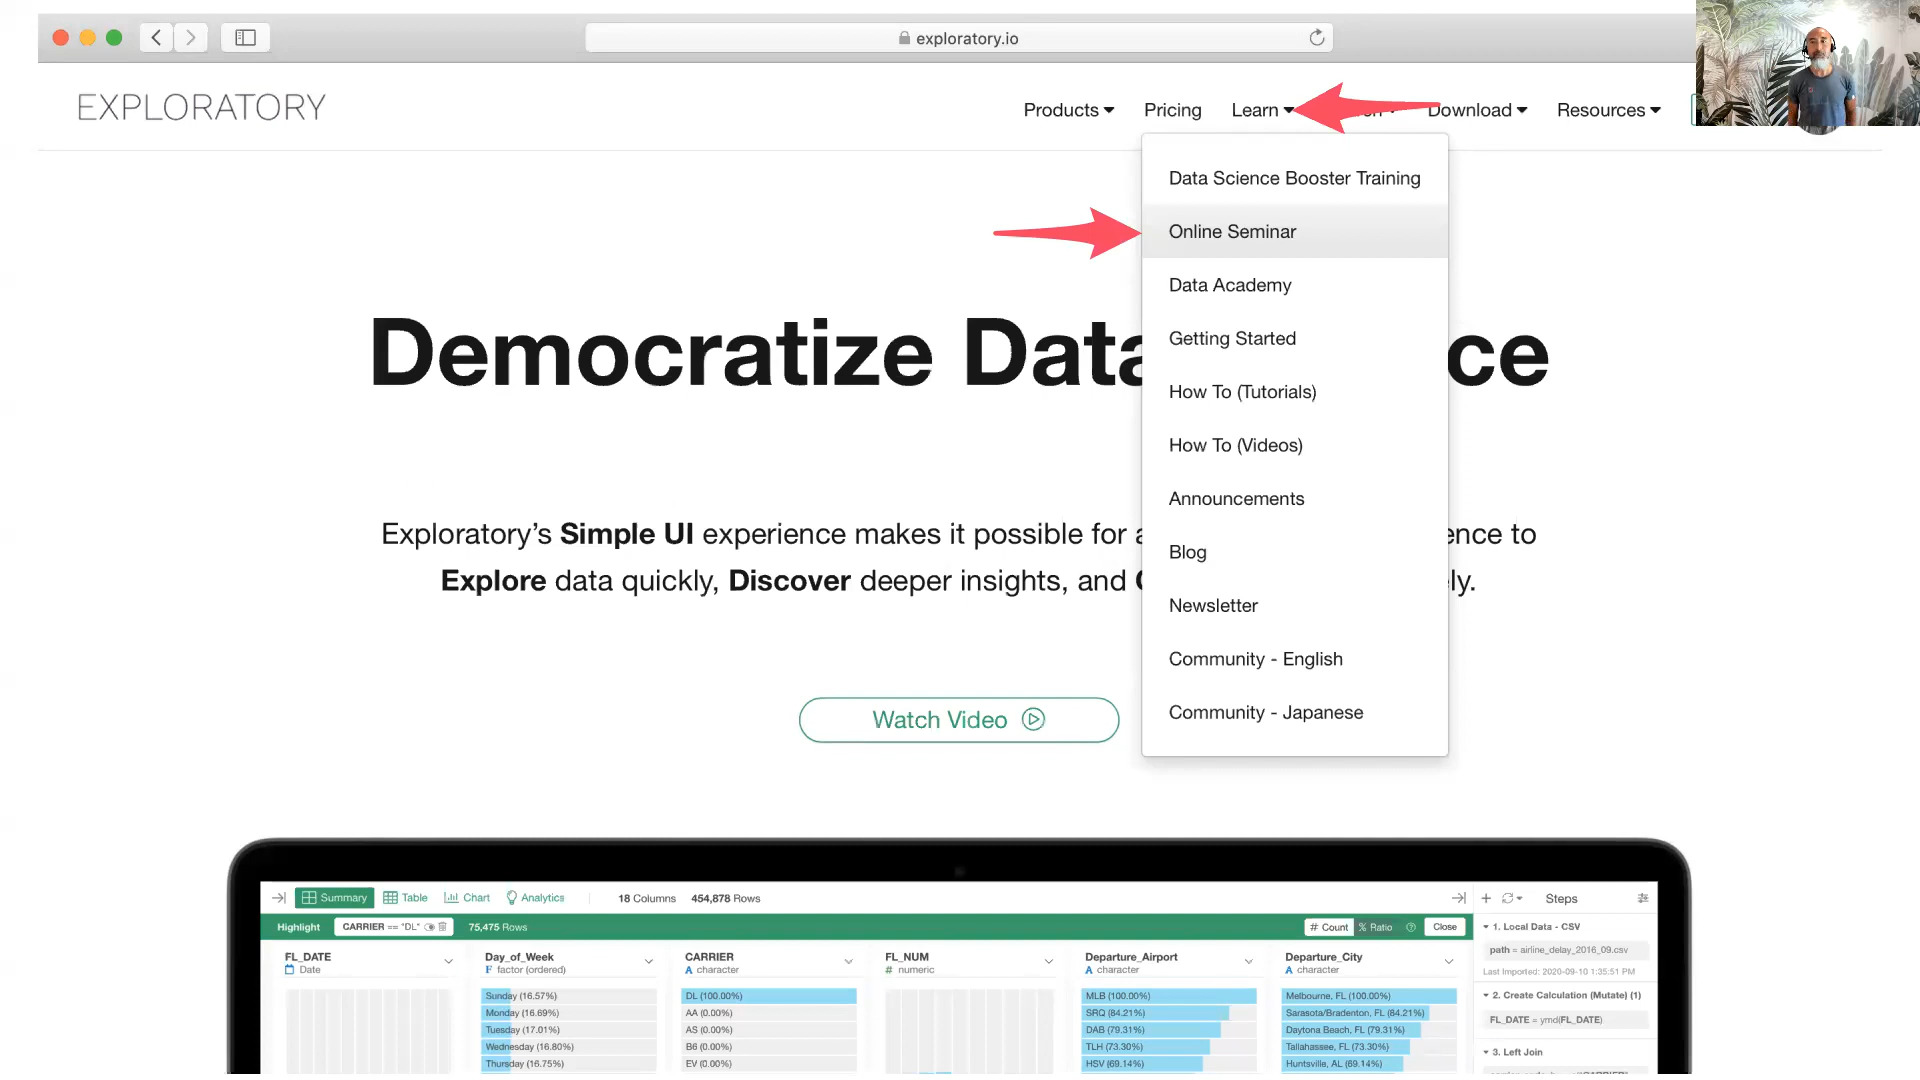 exploratory.io
EXPLORATORY
Products Pricing Learn Download Resources
Data Science Booster Training
Online Seminar
Data Academy
Getting Started
How To (Tutorials)
How To (Videos)
Announcements
Blog
Newsletter
Community - English
Community - Japanese
Democratize Data ce
Exploratory's Simple UI experience makes it possible for a ence to
Explore data quickly, Discover deeper insights, and ly.
Watch Video
Summary Table Chart Analytics 18 Columns 454,878 Rows
Highlight CARRIER == "DL" 75,475 Rows # Count % Ratio Close
FL_DATE
Date
Day_of_Week
F factor (ordered)
Sunday (16.57%)
Monday (16.69%)
Tuesday (17.01%)
Wednesday (16.80%)
Thursday (16.75%)
CARRIER
A character
DL (100.00%)
AA (0.00%)
AS (0.00%)
B6 (0.00%)
EV (0.00%)
FL_NUM
# numeric
Departure_Airport
A character
MLB (100.00%)
SRQ (84.21%)
DAB (79.31%)
TLH (73.30%)
HSV (69.14%)
Departure_City
A character
Melbourne, FL (100.00%)
Sarasota/Bradenton, FL (84.21%)
Daytona Beach, FL (79.31%)
Tallahassee, FL (73.30%)
Huntsville, AL (69.14%)
Steps
1. Local Data - CSV
path = airline_delay_2016_09.csv
Last Imported: 2020-09-10 1:35:51 PM
2. Create Calculation (Mutate) (1)
FL_DATE = ymd(FL_DATE)
3. Left Join